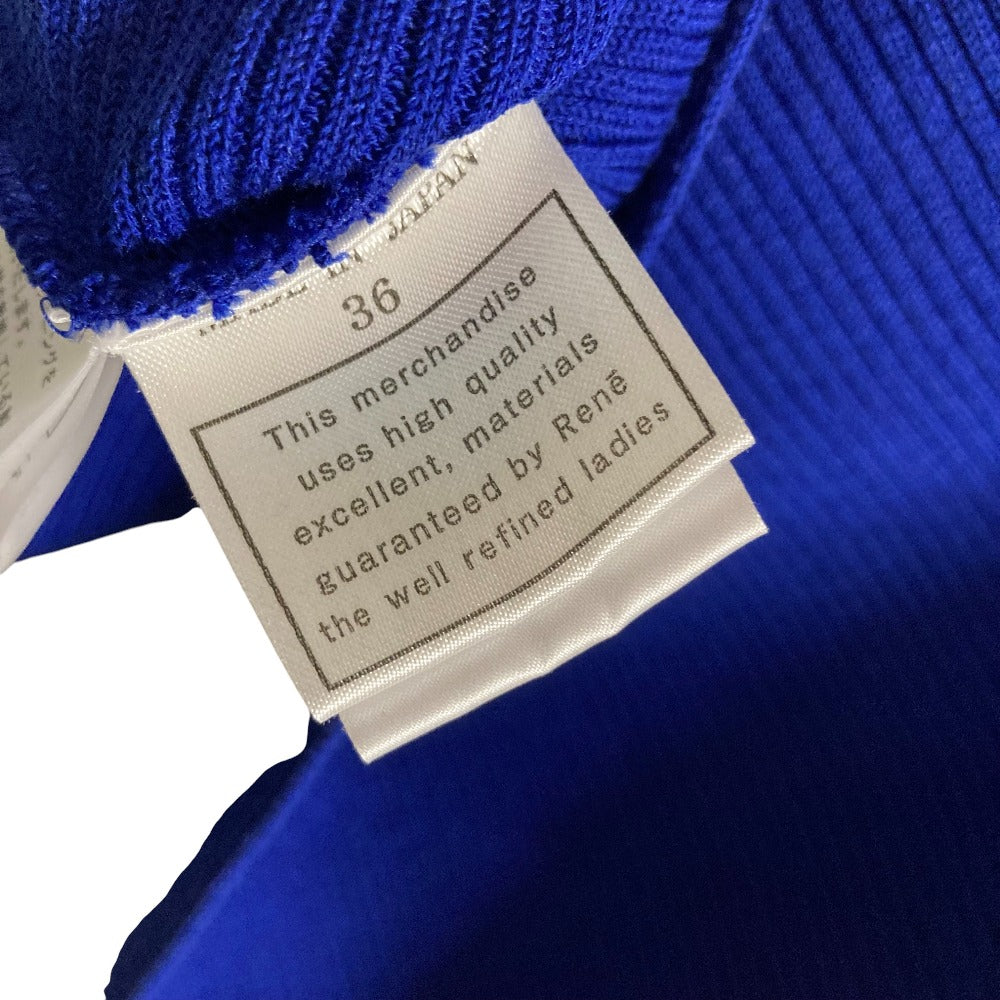 MADE IN JAPAN
36
This merchandise
uses high quality
excellent, materials
guaranteed by Renē
the well refined ladies